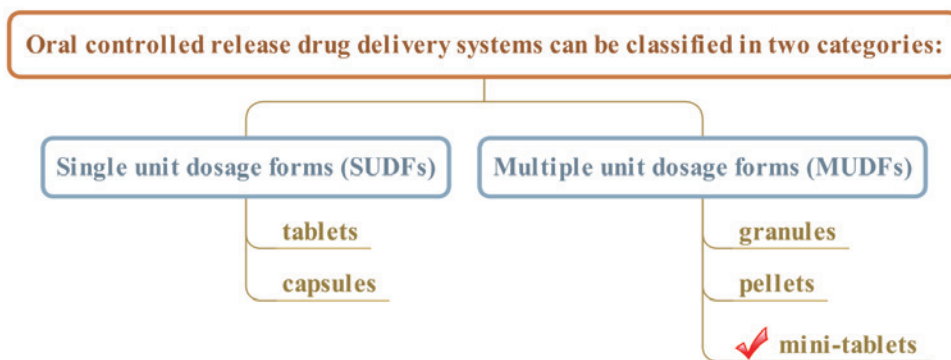 Oral controlled release drug delivery systems can be classified in two categories:
Single unit dosage forms (SUDFs)
tablets
capsules
Multiple unit dosage forms (MUDFs)
granules
pellets
mini-tablets